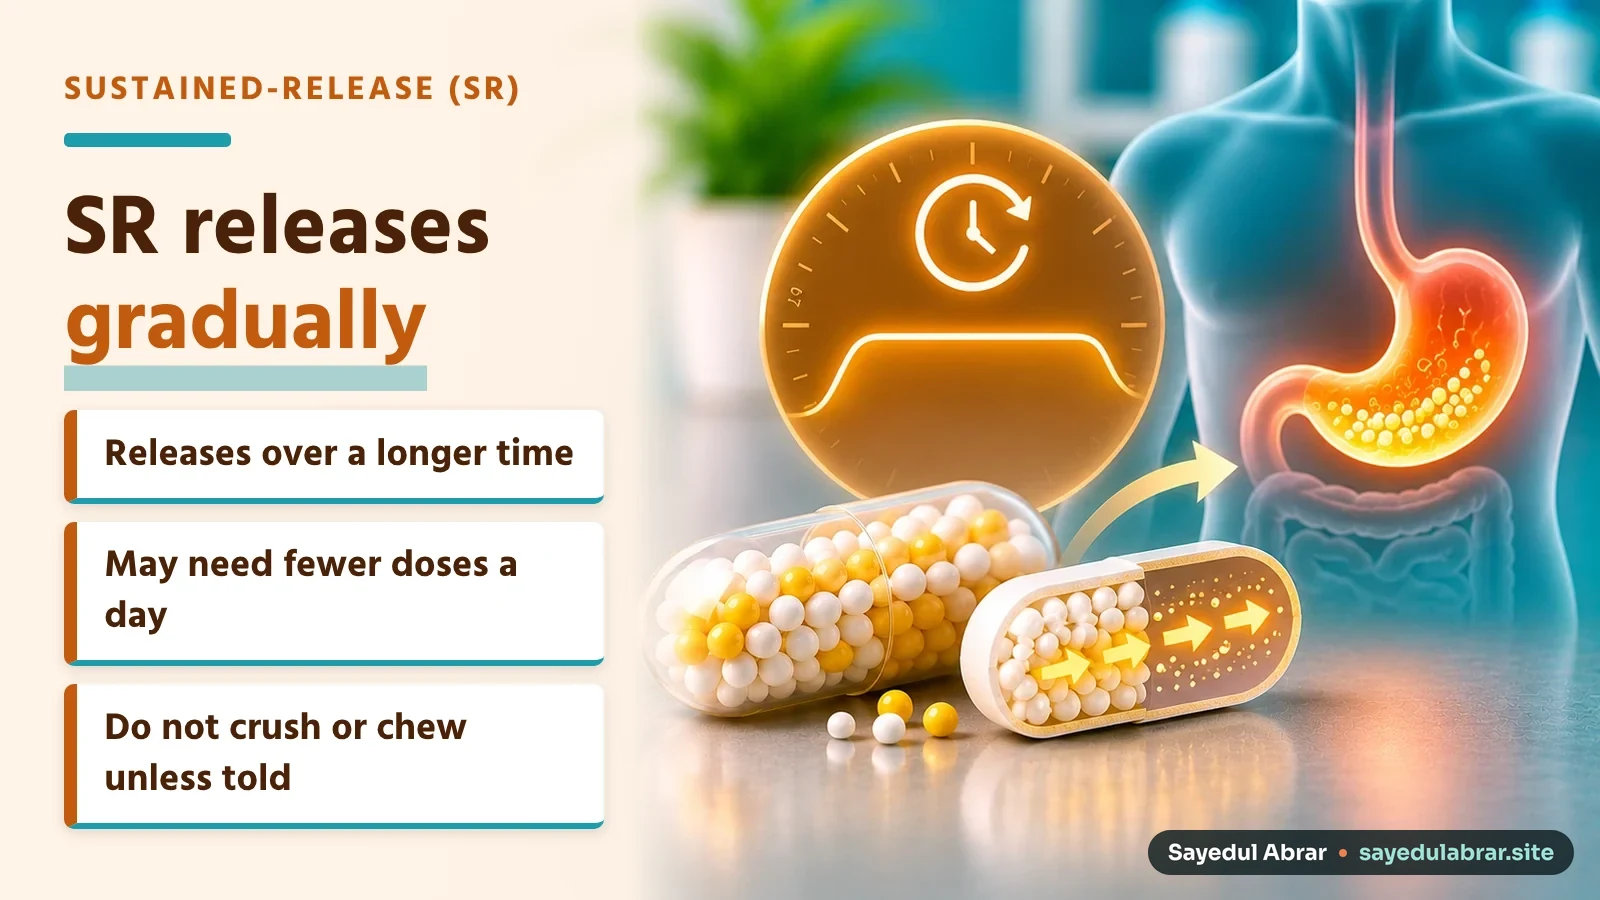 SUSTAINED-RELEASE (SR)
SR releases
gradually
Releases over a longer time
May need fewer doses a
day
Do not crush or chew
unless told
Sayedul Abrar • sayedulabrar.site